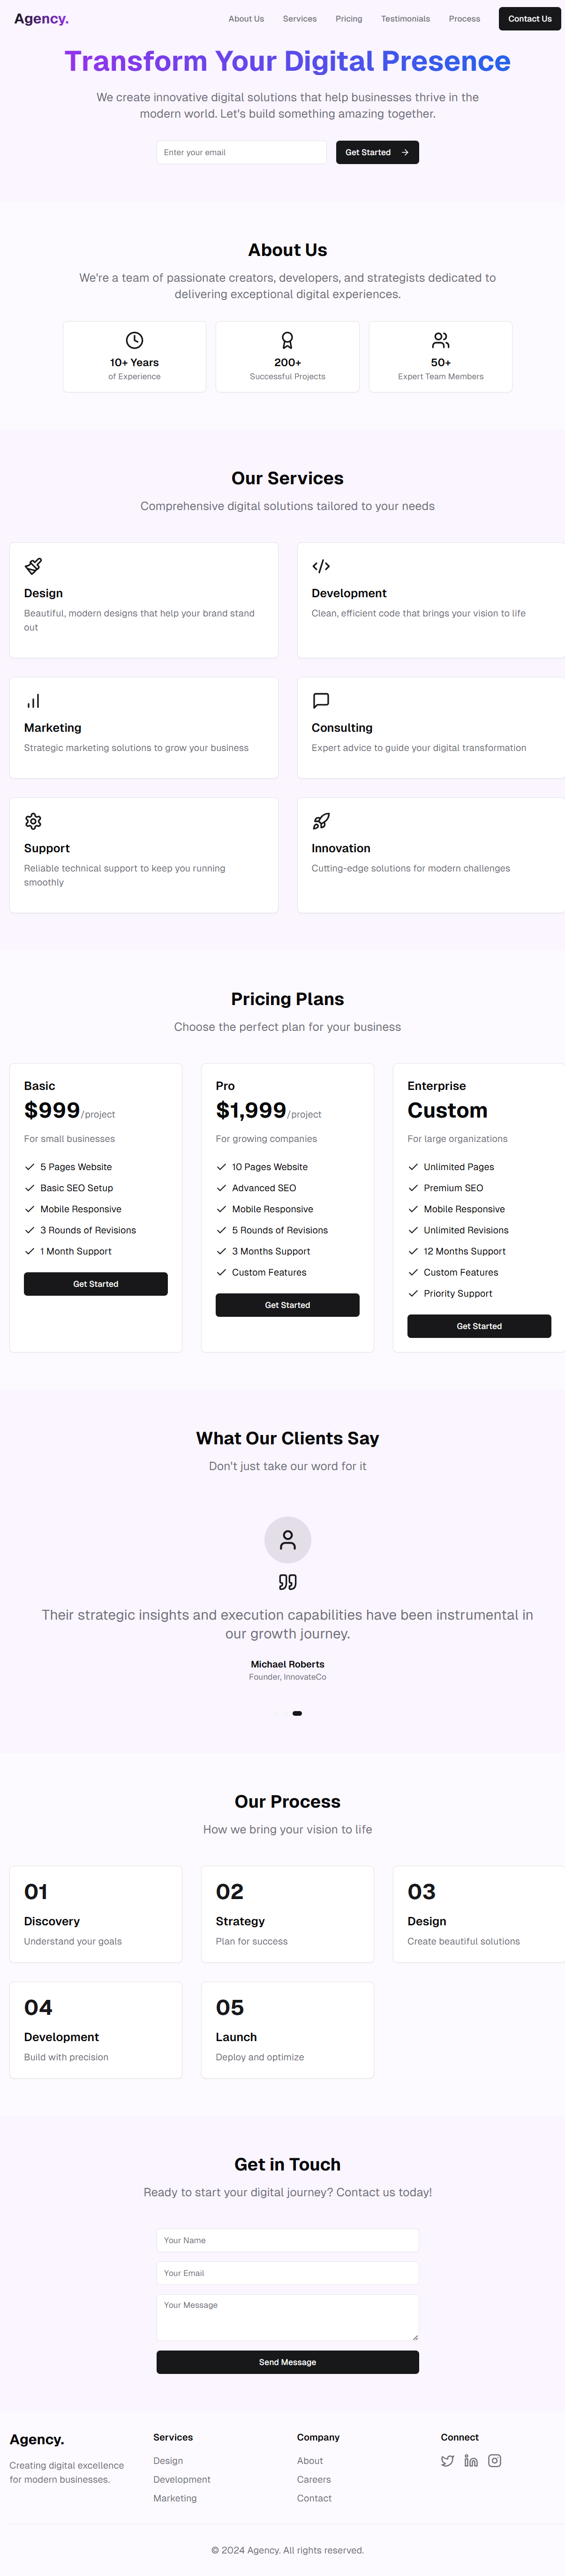 Agency.
About Us
Services
Pricing
Testimonials
Process
Contact Us
Transform Your Digital Presence
We create innovative digital solutions that help businesses thrive in the
modern world. Let's build something amazing together.
Enter your email
Get Started
About Us
We're a team of passionate creators, developers, and strategists dedicated to
delivering exceptional digital experiences.
10+ Years
of Experience
200+
Successful Projects
50+
Expert Team Members
Our Services
Comprehensive digital solutions tailored to your needs
Design
Beautiful, modern designs that help your brand stand
out
Development
Clean, efficient code that brings your vision to life
Marketing
Strategic marketing solutions to grow your business
Consulting
Expert advice to guide your digital transformation
Support
Reliable technical support to keep you running
smoothly
Innovation
Cutting-edge solutions for modern challenges
Pricing Plans
Choose the perfect plan for your business
Basic
$999/project
For small businesses
5 Pages Website
Basic SEO Setup
Mobile Responsive
3 Rounds of Revisions
1 Month Support
Get Started
Pro
$1,999/project
For growing companies
10 Pages Website
Advanced SEO
Mobile Responsive
5 Rounds of Revisions
3 Months Support
Custom Features
Get Started
Enterprise
Custom
For large organizations
Unlimited Pages
Premium SEO
Mobile Responsive
Unlimited Revisions
12 Months Support
Custom Features
Priority Support
Get Started
What Our Clients Say
Don't just take our word for it
Their strategic insights and execution capabilities have been instrumental in
our growth journey.
Michael Roberts
Founder, InnovateCo
Our Process
How we bring your vision to life
01
Discovery
Understand your goals
02
Strategy
Plan for success
03
Design
Create beautiful solutions
04
Development
Build with precision
05
Launch
Deploy and optimize
Get in Touch
Ready to start your digital journey? Contact us today!
Your Name
Your Email
Your Message
Send Message
Agency.
Creating digital excellence
for modern businesses.
Services
Design
Development
Marketing
Company
About
Careers
Contact
Connect
© 2024 Agency. All rights reserved.